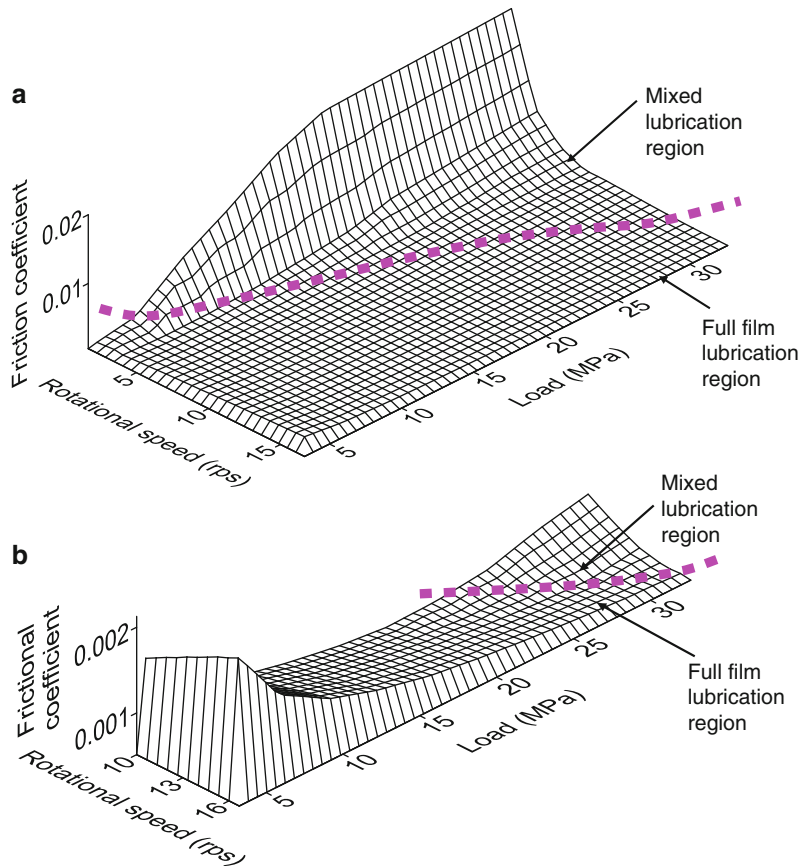 a
Mixed
lubrication
region
Friction coefficient
0.02
0.01
Rotational speed (rps)
5
10
15
Load (MPa)
5
10
15
20
25
30
Full film
lubrication
region
b
Mixed
lubrication
region
Frictional
coefficient
0.002
0.001
Rotational speed (rps)
10
13
16
Load (MPa)
5
10
15
20
25
30
Full film
lubrication
region